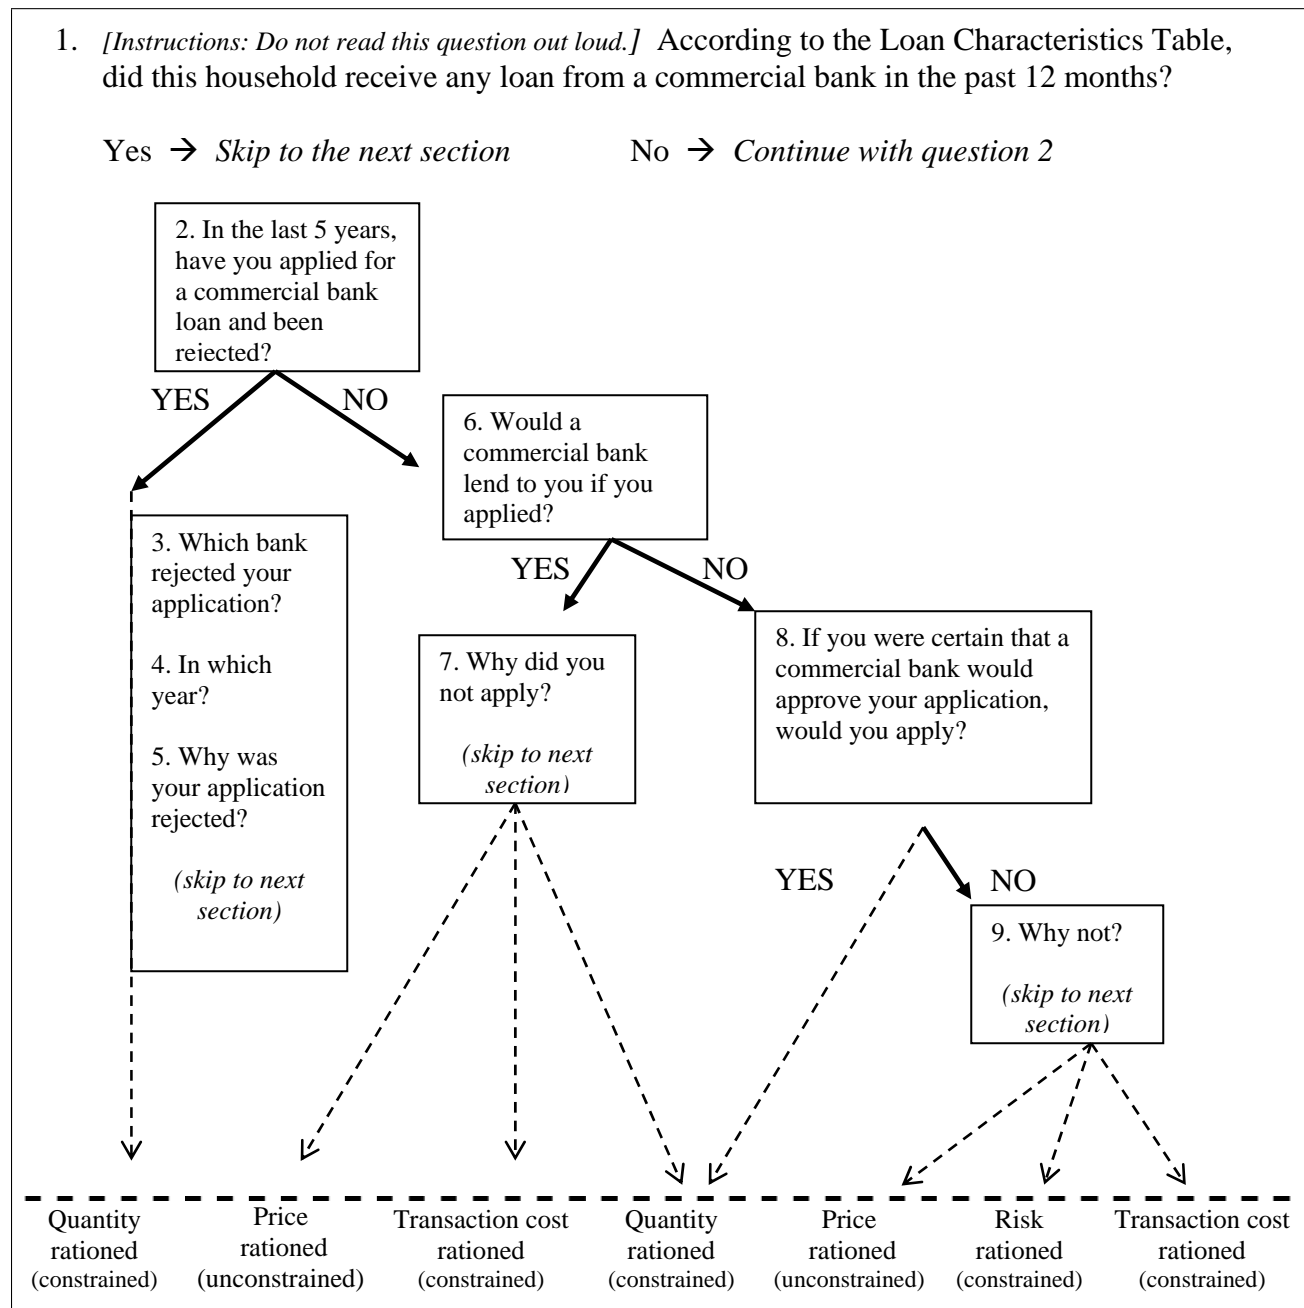 1. [Instructions: Do not read this question out loud.] According to the Loan Characteristics Table,
did this household receive any loan from a commercial bank in the past 12 months?
Yes → Skip to the next section No → Continue with question 2
2. In the last 5 years,
have you applied for
a commercial bank
loan and been
rejected?
YES NO
6. Would a
commercial bank
lend to you if you
applied?
YES NO
3. Which bank
rejected your
application?
4. In which
year?
5. Why was
your application
rejected?
(skip to next
section)
7. Why did you
not apply?
(skip to next
section)
8. If you were certain that a
commercial bank would
approve your application,
would you apply?
YES NO
9. Why not?
(skip to next
section)
Quantity
rationed
(constrained)
Price
rationed
(unconstrained)
Transaction cost
rationed
(constrained)
Quantity
rationed
(constrained)
Price
rationed
(unconstrained)
Risk
rationed
(constrained)
Transaction cost
rationed
(constrained)